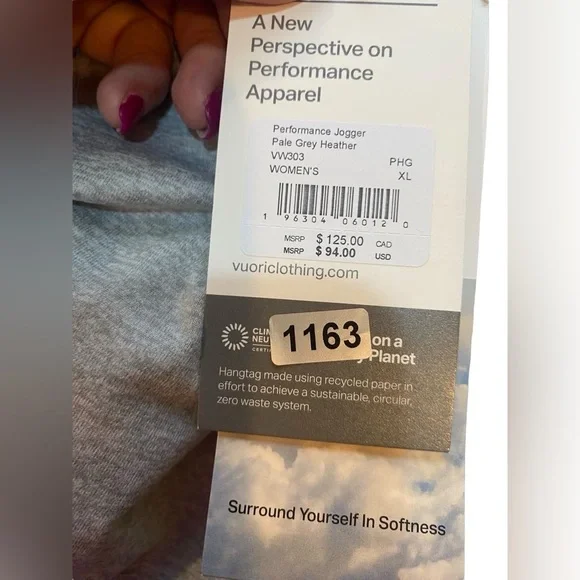 A New
Perspective on
Performance
Apparel
Performance Jogger
Pale Grey Heather
VW303 PHG
WOMEN'S XL
1 96304 06012 0
MSRP $ 125.00 CAD
MSRP $ 94.00 USD
vuoriclothing.com
1163
on a
Planet
Hangtag made using recycled paper in
effort to achieve a sustainable, circular,
zero waste system.
Surround Yourself In Softness